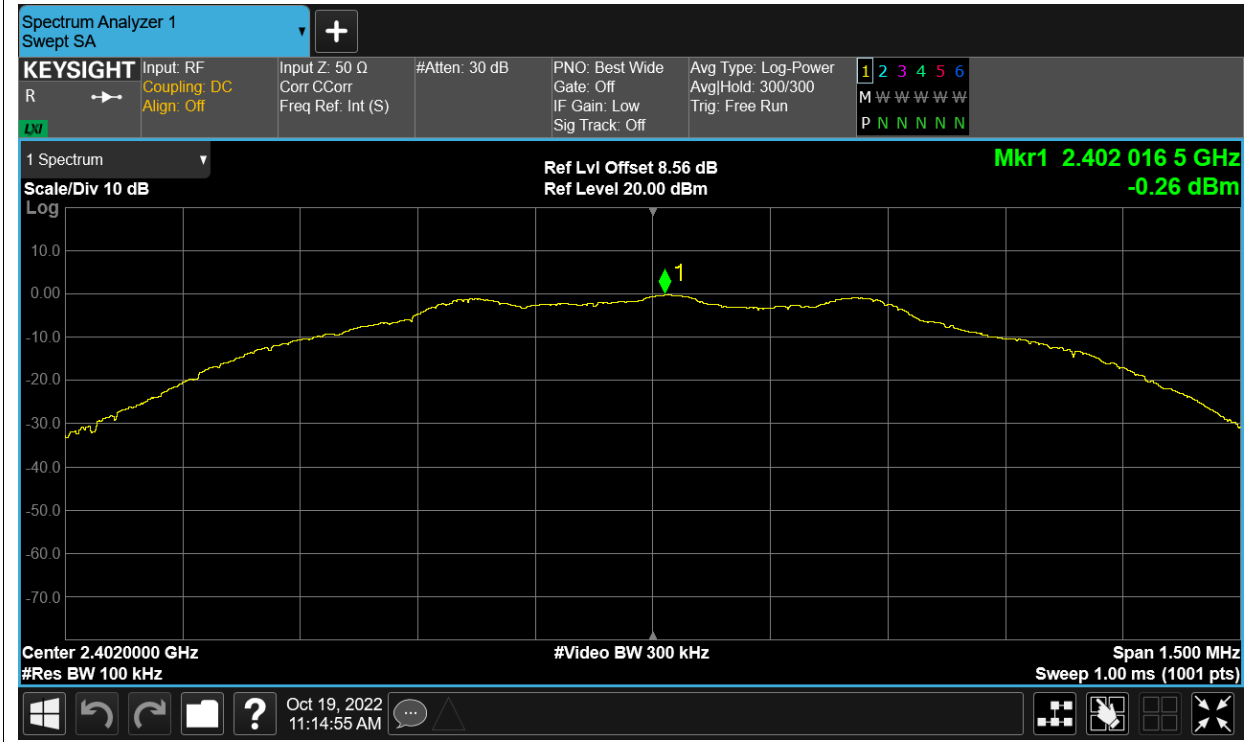 Spectrum Analyzer 1
Swept SA
KEYSIGHT
R
LXI
Input: RF
Coupling: DC
Align: Off
Input Z: 50 Ω
Corr CCorr
Freq Ref: Int (S)
#Atten: 30 dB
PNO: Best Wide
Gate: Off
IF Gain: Low
Sig Track: Off
Avg Type: Log-Power
Avg|Hold: 300/300
Trig: Free Run
1 2 3 4 5 6
M W W W W W
P N N N N N
1 Spectrum
Scale/Div 10 dB
Log
Ref Lvl Offset 8.56 dB
Ref Level 20.00 dBm
Mkr1 2.402 016 5 GHz
-0.26 dBm
1
10.0
0.00
-10.0
-20.0
-30.0
-40.0
-50.0
-60.0
-70.0
Center 2.4020000 GHz
#Res BW 100 kHz
#Video BW 300 kHz
Span 1.500 MHz
Sweep 1.00 ms (1001 pts)
?
Oct 19, 2022
11:14:55 AM